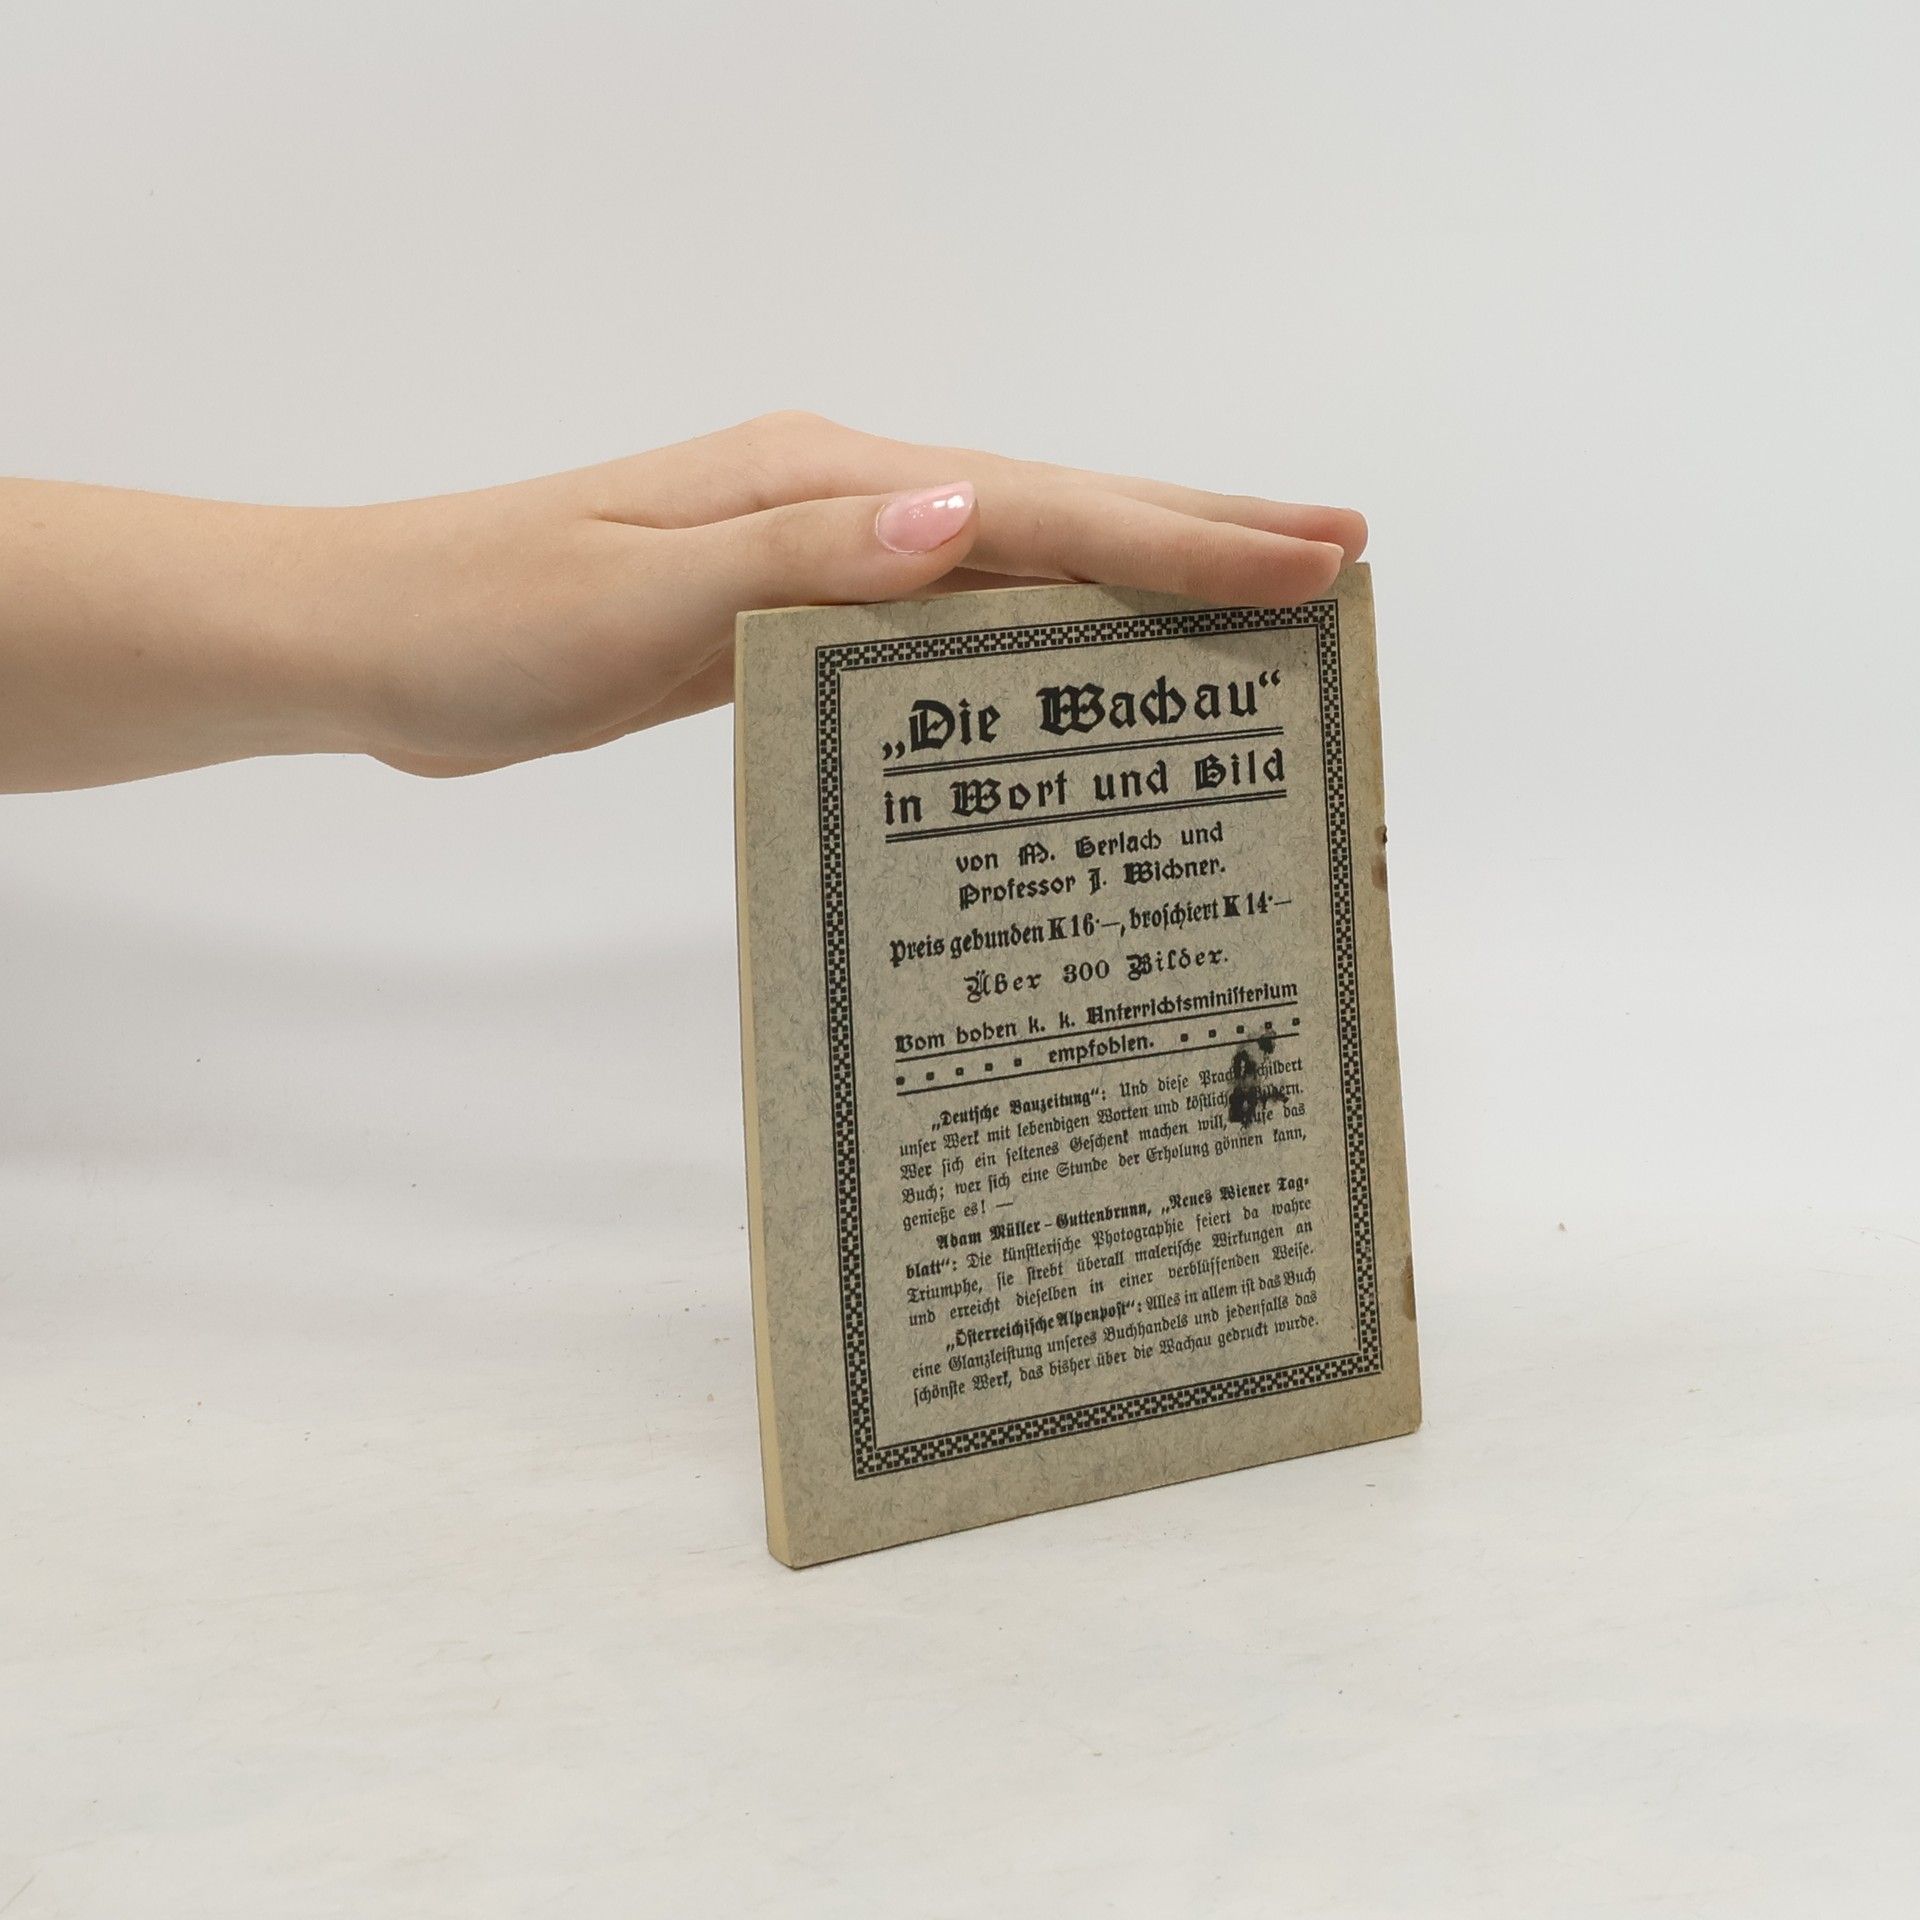 „Die Wachau“
in Wort und Bild
von M. Gerlach und
Professor J. Wichner.
Preis gebunden K 16·—, broſchiert K 14·—
Über 300 Bilder.
Vom hohen k. k. Unterrichtsminiſterium
empfohlen.
„Deutſche Bauzeitung“: Und dieſe Pracht ſchildert
unſer Werk mit lebendigen Worten und köſtlichen Bildern.
Wer ſich ein ſeltenes Geſchenk machen will, kaufe das
Buch; wer ſich eine Stunde der Erholung gönnen kann,
genieße es! —
Adam Müller-Guttenbrunn, „Neues Wiener Tag-
blatt“: Die künſtleriſche Photographie feiert da wahre
Triumphe, ſie ſtrebt überall maleriſche Wirkungen an
und erreicht dieſelben in einer verblüffenden Weiſe.
„Öſterreichiſche Alpenpoſt“: Alles in allem iſt das Buch
eine Glanzleiſtung unſeres Buchhandels und jedenfalls das
ſchönſte Werk, das bisher über die Wachau gedruckt wurde.